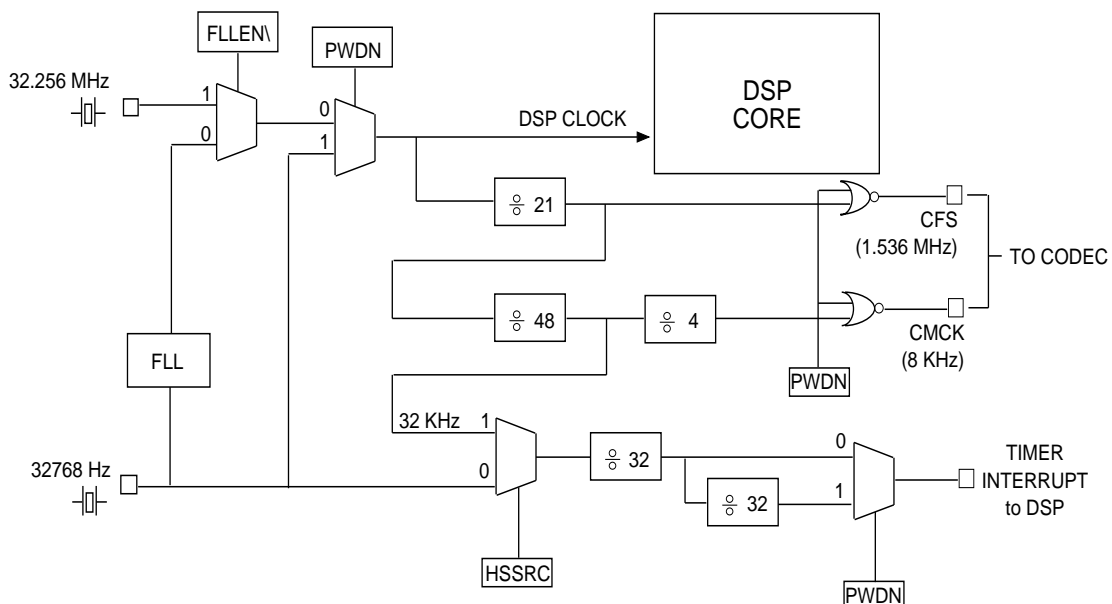 FLLEN\
PWDN
32.256 MHz
1
0
0
1
DSP CLOCK
DSP
CORE
÷ 21
CFS
(1.536 MHz)
TO CODEC
÷ 48
÷ 4
CMCK
(8 KHz)
FLL
PWDN
32 KHz
1
0
32768 Hz
÷ 32
0
1
÷ 32
TIMER
INTERRUPT
to DSP
HSSRC
PWDN